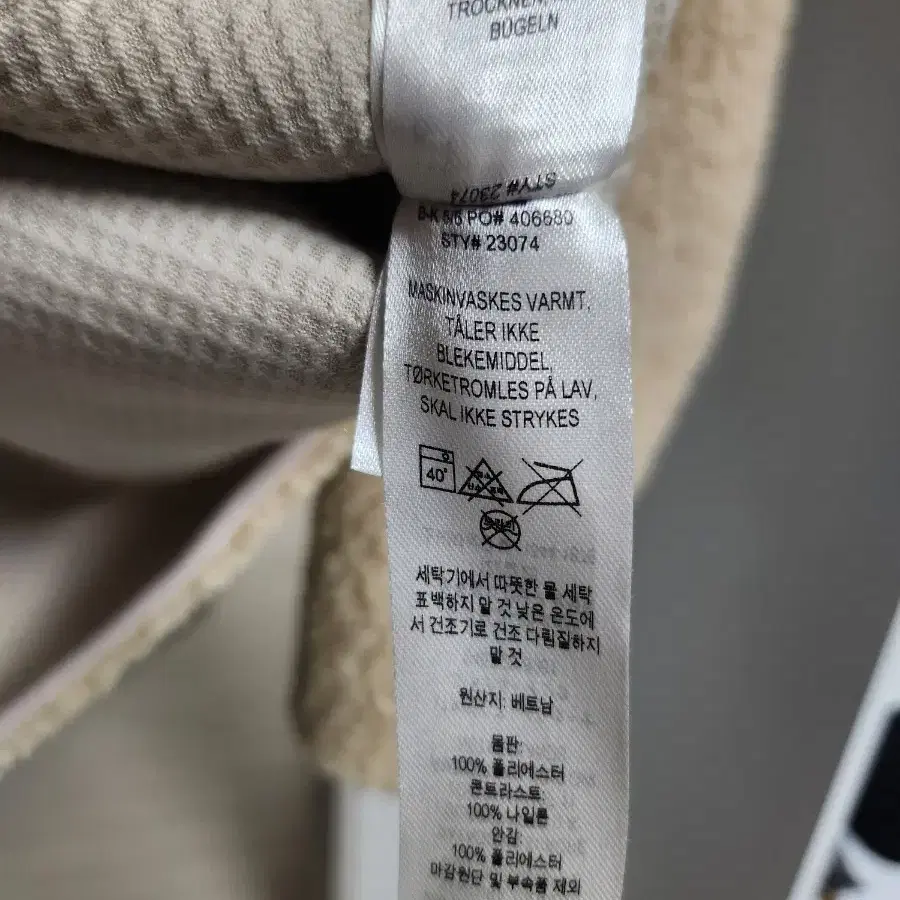 TROCKNEN,
BÜGELN
STY# 23074
B-K 5/6 PO# 406680
STY# 23074
MASKINVASKES VARMT,
TÅLER IKKE
BLEKEMIDDEL,
TØRKETROMLES PÅ LAV,
SKAL IKKE STRYKES
40°
세탁기에서 따뜻한 물 세탁
표백하지 말 것 낮은 온도에
서 건조기로 건조 다림질하지
말 것
원산지: 베트남
몸판:
100% 폴리에스터
콘트라스트:
100% 나일론
안감:
100% 폴리에스터
마감원단 및 부속품 제외